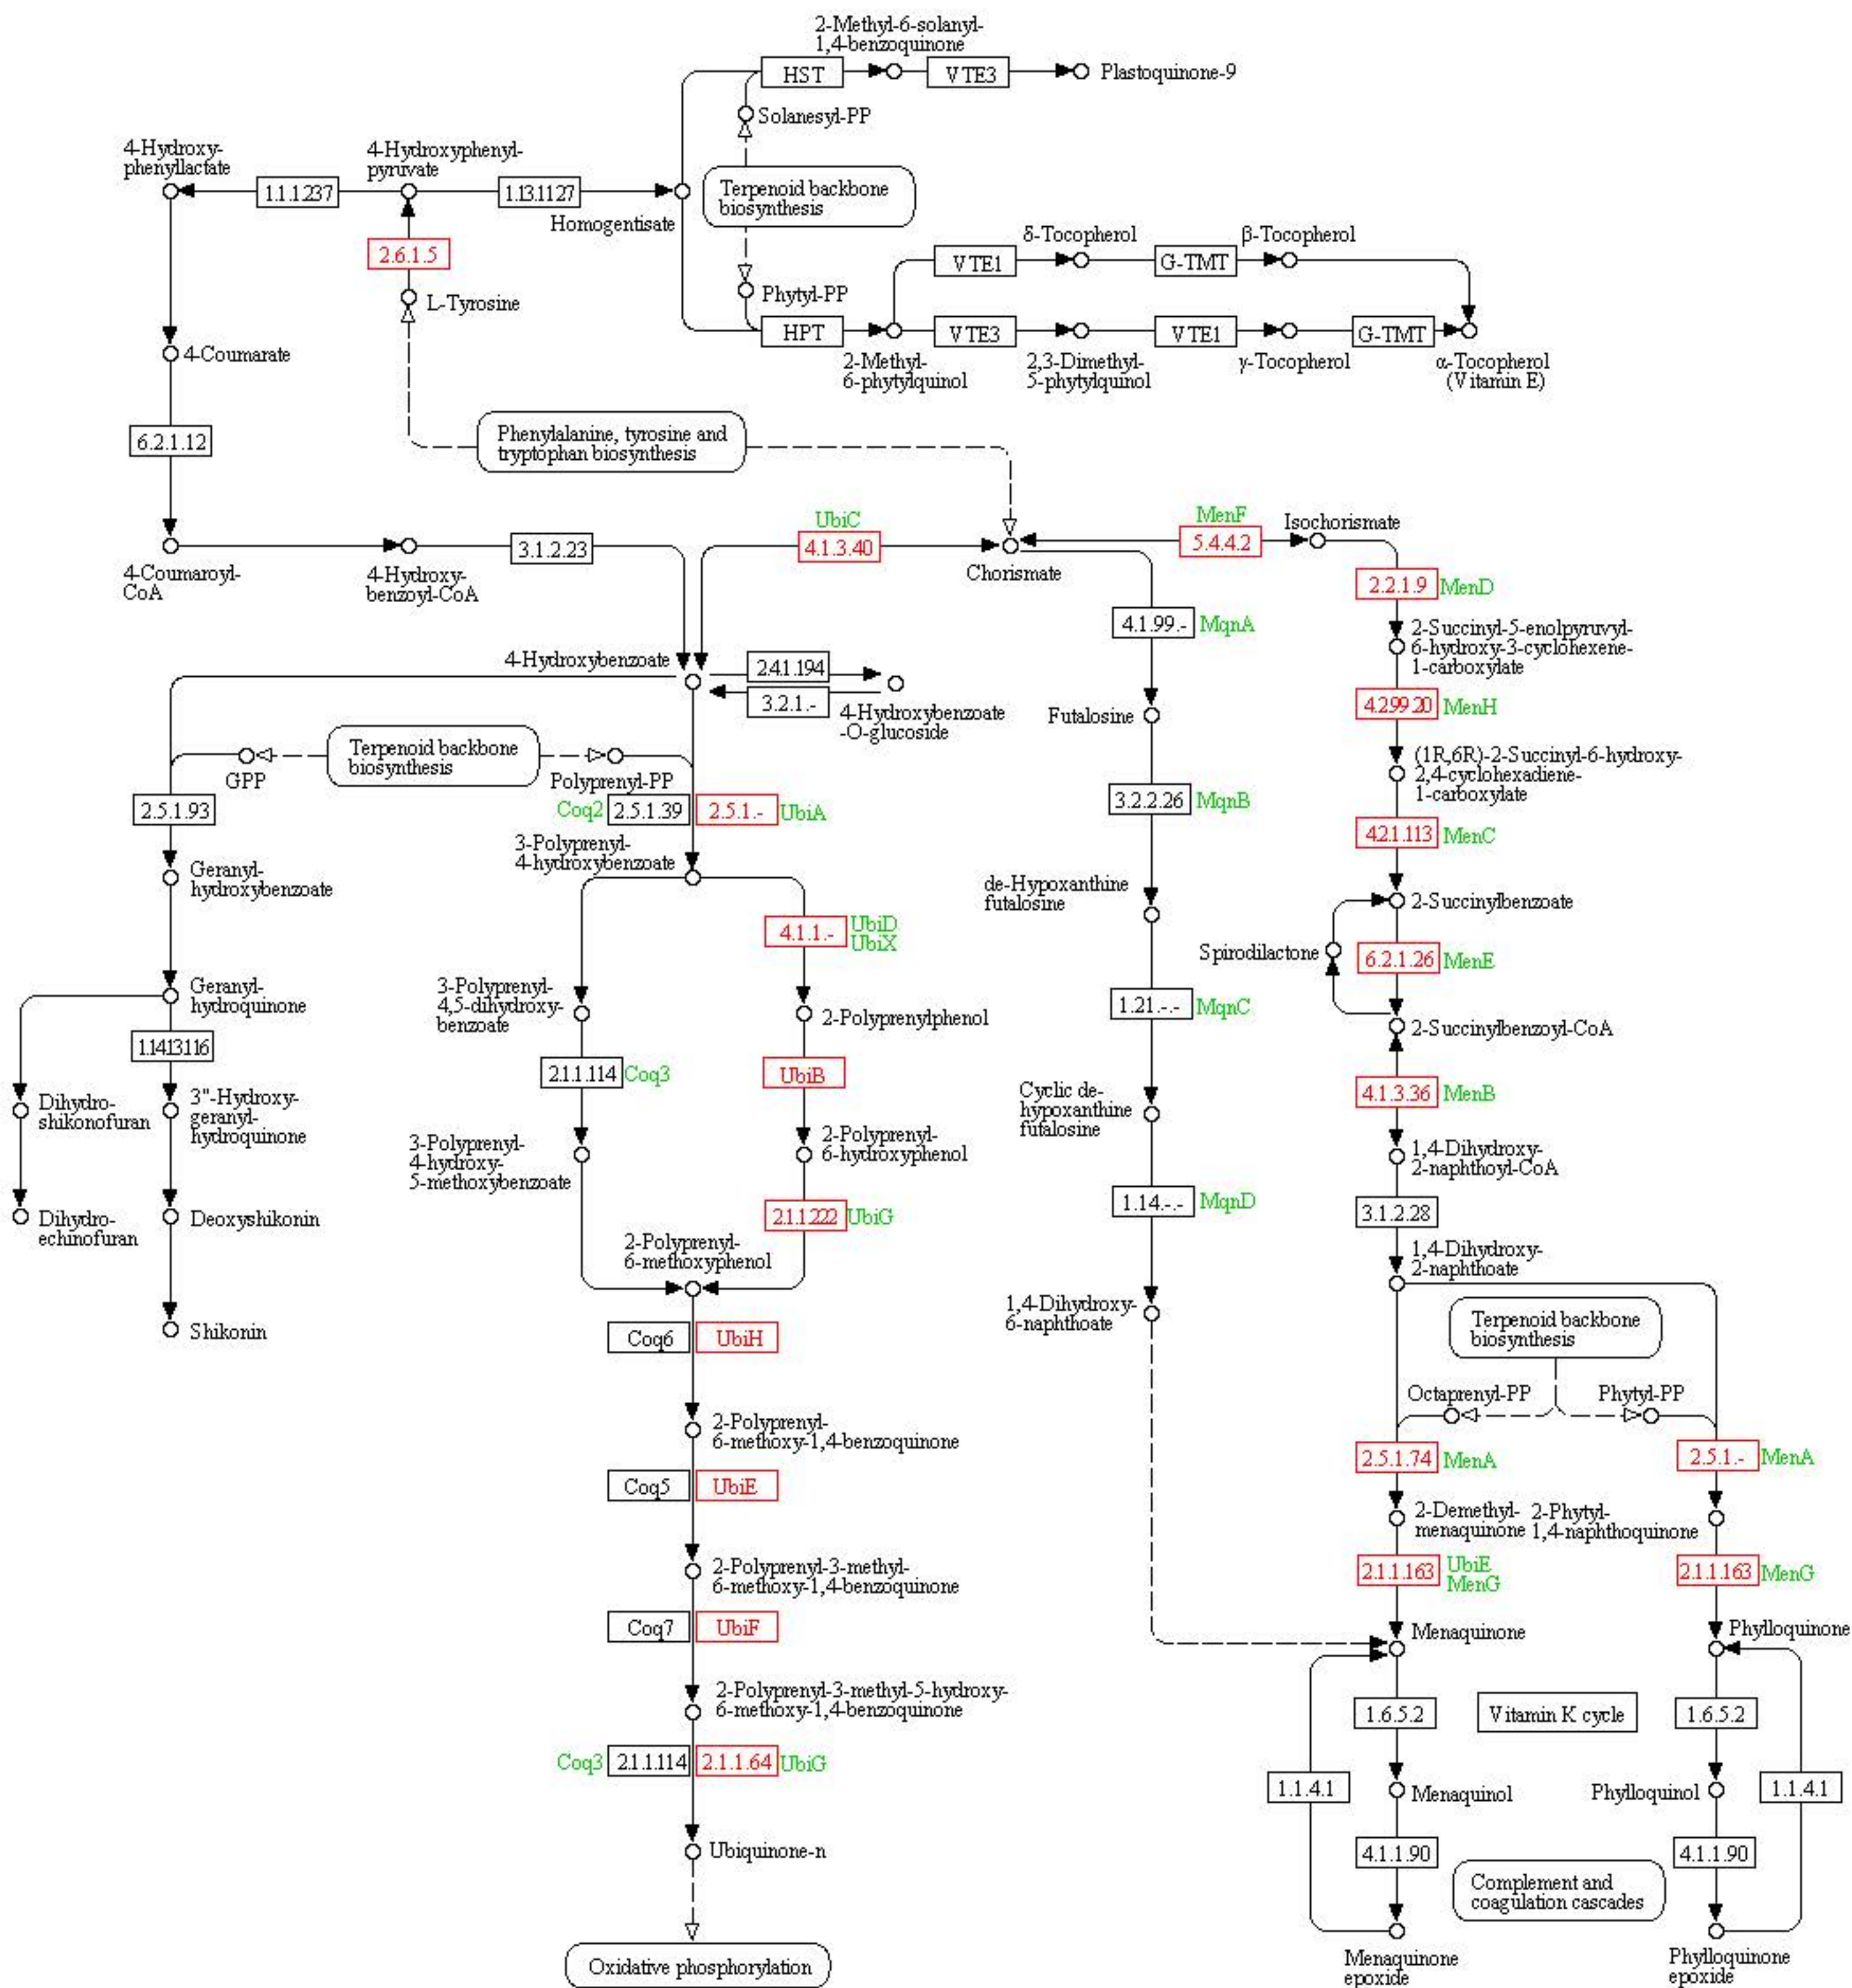 2-Methyl-6-solanyl-
1,4-benzoquinone
HST
VTE3
Plastoquinone-9
Solanesyl-PP
4-Hydroxy-
phenyllactate
4-Hydroxyphenyl-
pyruvate
1.1.1.237
1.13.11.27
Homogentisate
Terpenoid backbone
biosynthesis
2.6.1.5
L-Tyrosine
δ-Tocopherol
β-Tocopherol
VTE1
G-TMT
Phytyl-PP
HPT
VTE3
VTE1
G-TMT
2-Methyl-
6-phytylquinol
2,3-Dimethyl-
5-phytylquinol
γ-Tocopherol
α-Tocopherol
(Vitamin E)
4-Coumarate
6.2.1.12
Phenylalanine, tyrosine and
tryptophan biosynthesis
UbiC
4.1.3.40
MenF
5.4.4.2
Isochorismate
3.1.2.23
4-Coumaroyl-
CoA
4-Hydroxy-
benzoyl-CoA
Chorismate
2.2.1.9 MenD
4.1.99.- MqnA
2-Succinyl-5-enolpyruvyl-
6-hydroxy-3-cyclohexene-
1-carboxylate
4-Hydroxybenzoate
2.4.1.194
3.2.1.-
4-Hydroxybenzoate
-O-glucoside
4.2.99.20 MenH
Futalosine
Terpenoid backbone
biosynthesis
GPP
Polyprenyl-PP
(1R,6R)-2-Succinyl-6-hydroxy-
2,4-cyclohexadiene-
1-carboxylate
2.5.1.93
Coq2 2.5.1.39 2.5.1.- UbiA
3.2.2.26 MqnB
4.2.1.113 MenC
3-Polyprenyl-
4-hydroxybenzoate
Geranyl-
hydroxybenzoate
de-Hypoxanthine
futalosine
2-Succinylbenzoate
4.1.1.- UbiD
UbiX
Spirodilactone
6.2.1.26 MenE
Geranyl-
hydroquinone
3-Polyprenyl-
4,5-dihydroxy-
benzoate
2-Polyprenylphenol
1.21.-.- MqnC
2-Succinylbenzoyl-CoA
1.14.13.116
2.1.1.114 Coq3
UbiB
4.1.3.36 MenB
Dihydro-
shikonofuran
3"-Hydroxy-
geranyl-
hydroquinone
Cyclic de-
hypoxanthine
futalosine
3-Polyprenyl-
4-hydroxy-
5-methoxybenzoate
2-Polyprenyl-
6-hydroxyphenol
1,4-Dihydroxy-
2-naphthoyl-CoA
Dihydro-
echinofuran
Deoxyshikonin
2.1.1.222 UbiG
1.14.-.- MqnD
3.1.2.28
2-Polyprenyl-
6-methoxyphenol
1,4-Dihydroxy-
2-naphthoate
Shikonin
1,4-Dihydroxy-
6-naphthoate
Coq6 UbiH
Terpenoid backbone
biosynthesis
Octaprenyl-PP
Phytyl-PP
2-Polyprenyl-
6-methoxy-1,4-benzoquinone
2.5.1.74 MenA
2.5.1.- MenA
Coq5 UbiE
2-Demethyl-
menaquinone
2-Phytyl-
1,4-naphthoquinone
2-Polyprenyl-3-methyl-
6-methoxy-1,4-benzoquinone
2.1.1.163 UbiE
MenG
2.1.1.163 MenG
Coq7 UbiF
Menaquinone
Phylloquinone
2-Polyprenyl-3-methyl-5-hydroxy-
6-methoxy-1,4-benzoquinone
1.6.5.2
Vitamin K cycle
1.6.5.2
Coq3 2.1.1.114 2.1.1.64 UbiG
1.1.4.1
Menaquinol
Phylloquinol
1.1.4.1
Ubiquinone-n
4.1.1.90
4.1.1.90
Complement and
coagulation cascades
Oxidative phosphorylation
Menaquinone
epoxide
Phylloquinone
epoxide